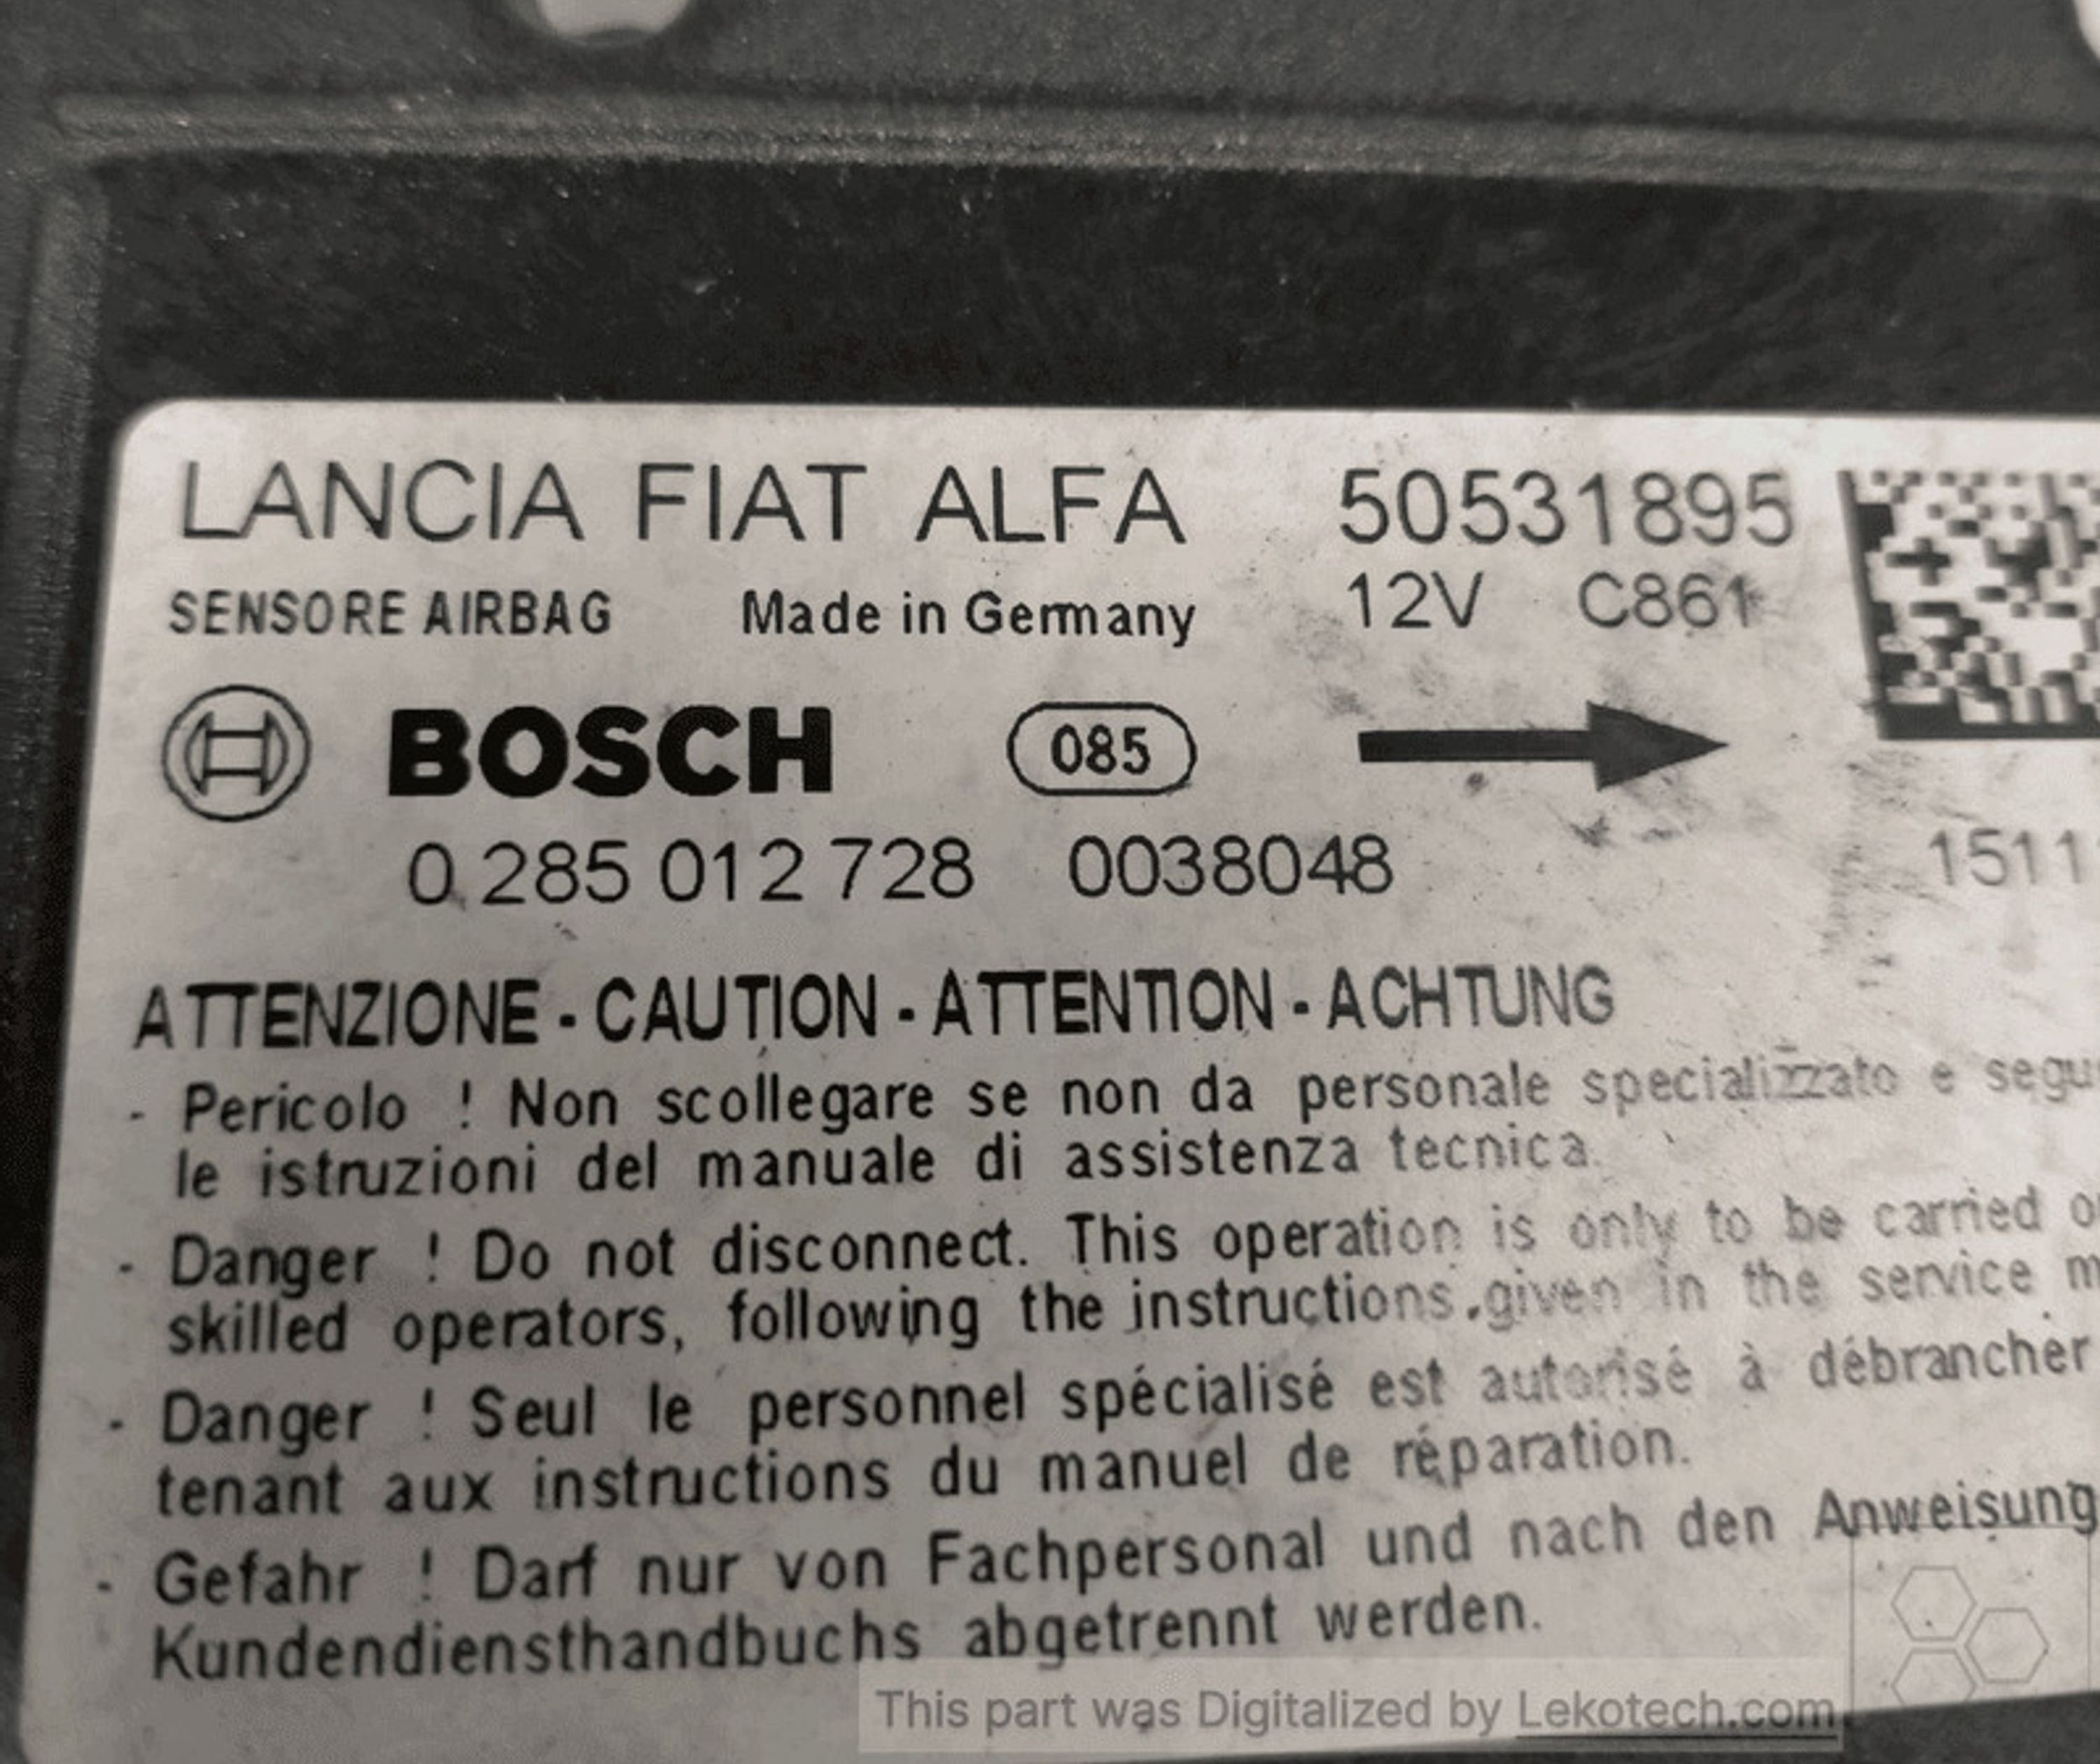 LANCIA FIAT ALFA 50531895
SENSORE AIRBAG Made in Germany 12V C861
BOSCH 085
0 285 012 728 0038048 1511
ATTENZIONE - CAUTION - ATTENTION - ACHTUNG
- Pericolo ! Non scollegare se non da personale specializzato e segu
le istruzioni del manuale di assistenza tecnica.
- Danger ! Do not disconnect. This operation is only to be carried o
skilled operators, following the instructions given in the service m
- Danger ! Seul le personnel spécialisé est autorisé à débrancher
tenant aux instructions du manuel de réparation.
- Gefahr ! Darf nur von Fachpersonal und nach den Anweisung
Kundendiensthandbuchs abgetrennt werden.
This part was Digitalized by Lekotech.com